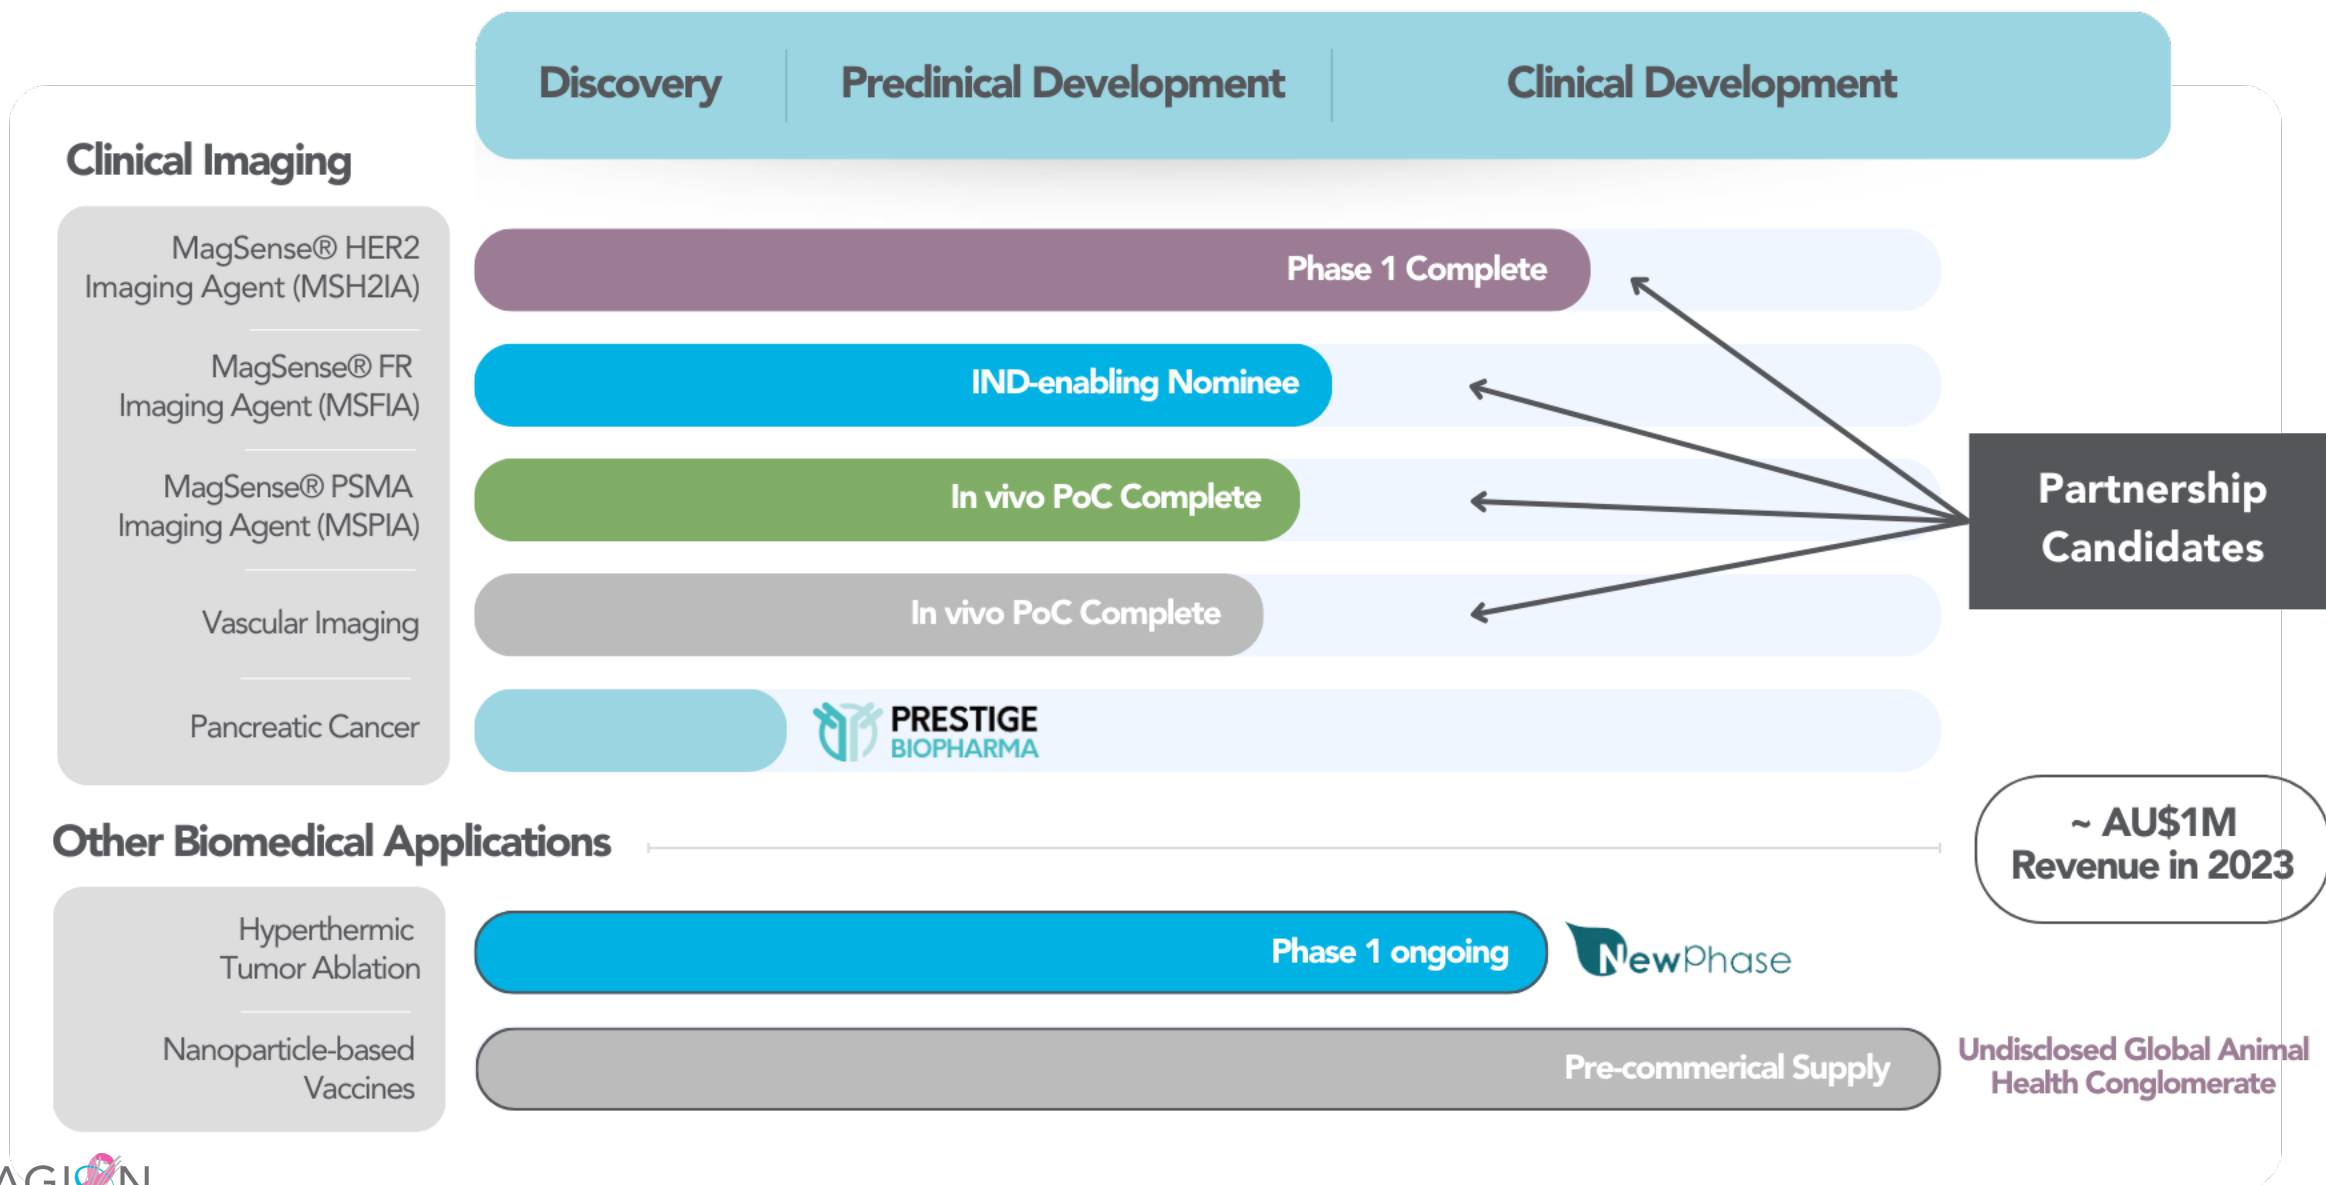 Discovery
Preclinical Development
Clinical Development
Clinical Imaging
MagSense® HER2
Imaging Agent (MSH2IA)
Phase 1 Complete
MagSense® FR
Imaging Agent (MSFIA)
IND-enabling Nominee
MagSense® PSMA
Imaging Agent (MSPIA)
In vivo PoC Complete
Partnership
Candidates
Vascular Imaging
In vivo PoC Complete
Pancreatic Cancer
PRESTIGE
BIOPHARMA
Other Biomedical Applications
~ AU$1M
Revenue in 2023
Hyperthermic
Tumor Ablation
Phase 1 ongoing
NewPhase
Nanoparticle-based
Vaccines
Pre-commerical Supply
Undisclosed Global Animal
Health Conglomerate